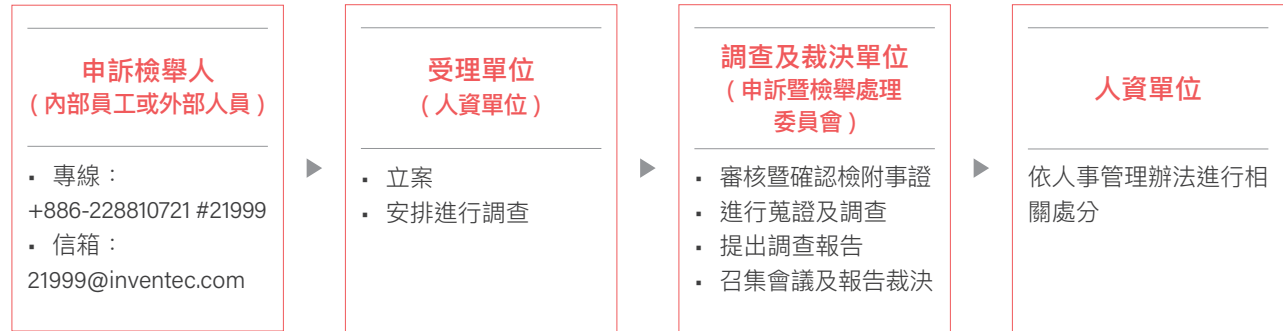 申訴檢舉人
( 內部員工或外部人員 )
▪ 專線：
+886-228810721 #21999
▪ 信箱：
21999@inventec.com
受理單位
( 人資單位 )
▪ 立案
▪ 安排進行調查
調查及裁決單位
( 申訴暨檢舉處理
委員會 )
▪ 審核暨確認檢附事證
▪ 進行蒐證及調查
▪ 提出調查報告
▪ 召集會議及報告裁決
人資單位
依人事管理辦法進行相
關處分